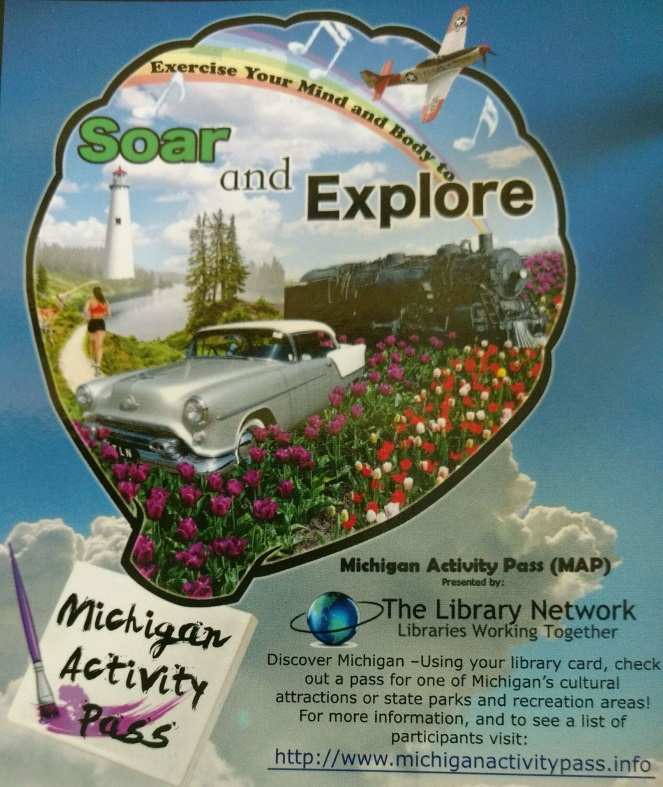 Exercise Your Mind and Body to
Soar
and
Explore
Michigan Activity Pass (MAP)
Presented by:
The Library Network
Libraries Working Together
Discover Michigan –Using your library card, check
out a pass for one of Michigan's cultural
attractions or state parks and recreation areas!
For more information, and to see a list of
participants visit:
http://www.michiganactivitypass.info
Michigan
Activity
Pass